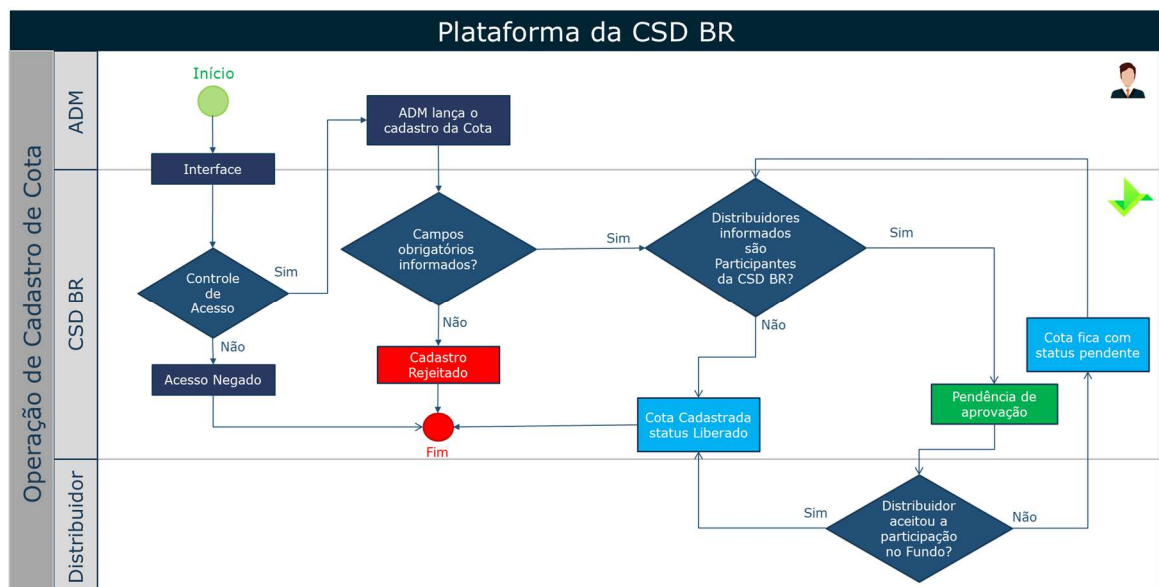 Plataforma da CSD BR
Operação de Cadastro de Cota
ADM
Início
ADM lança o
cadastro da Cota
Interface
CSD BR
Controle
de
Acesso
Sim
Não
Acesso Negado
Campos
obrigatórios
informados?
Sim
Não
Cadastro
Rejeitado
Fim
Distribuidores
informados
são
Participantes
da CSD BR?
Sim
Não
Cota Cadastrada
status Liberado
Cota fica com
status pendente
Pendência de
aprovação
Distribuidor
Sim
Distribuidor
aceitou a
participação
no Fundo?
Não